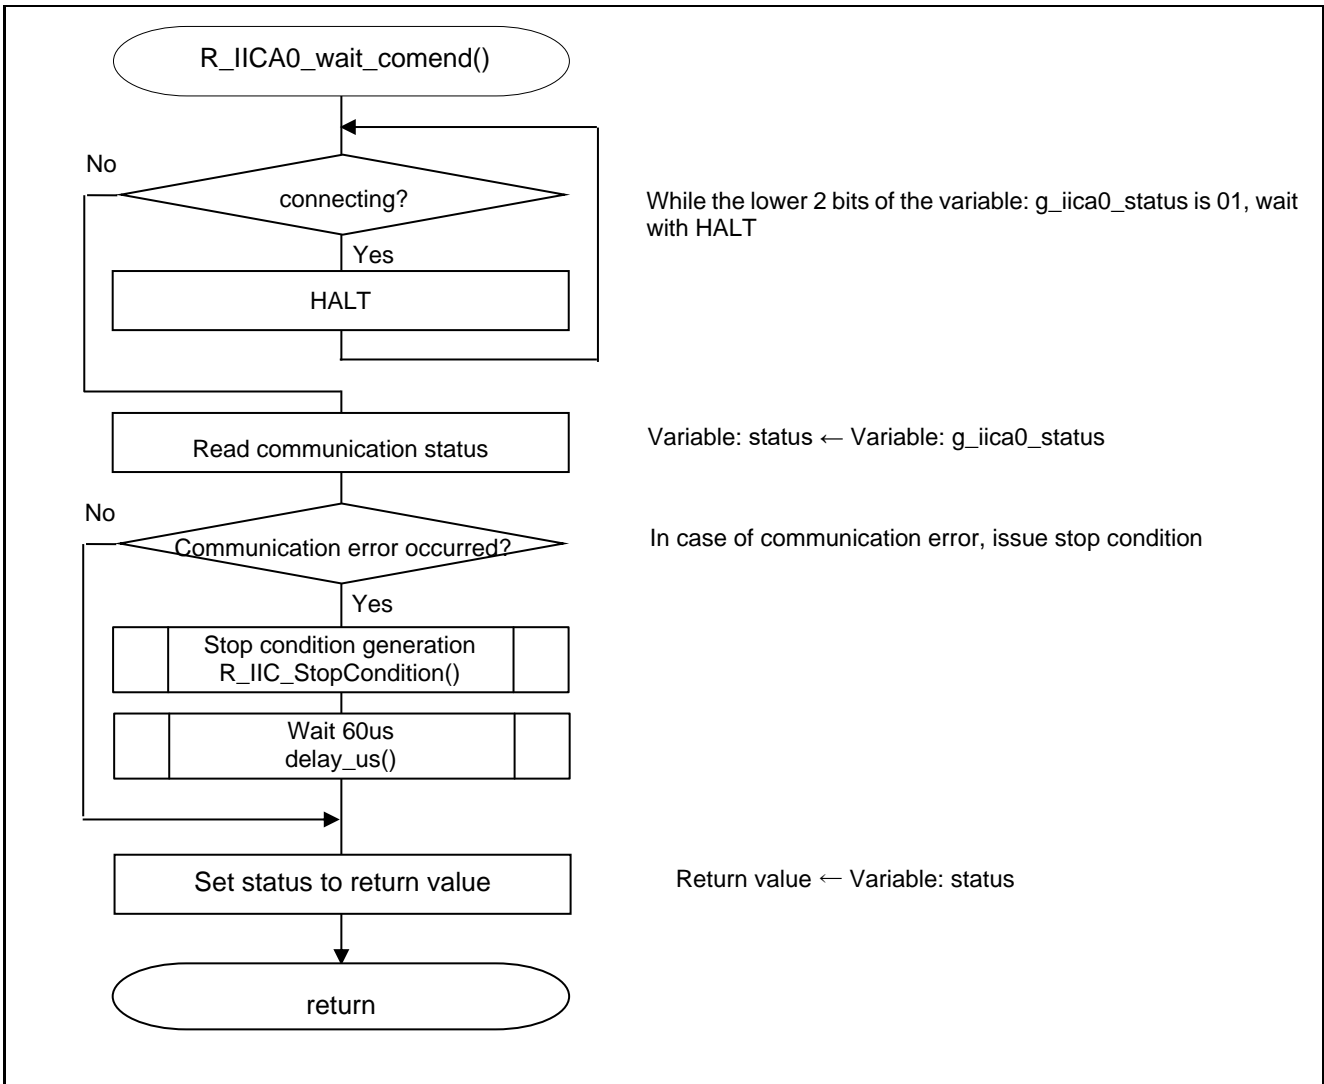 R_IICA0_wait_comend()
No
connecting?
While the lower 2 bits of the variable: g_iica0_status is 01, wait
with HALT
Yes
HALT
Read communication status
Variable: status ← Variable: g_iica0_status
No
Communication error occurred?
In case of communication error, issue stop condition
Yes
Stop condition generation
R_IIC_StopCondition()
Wait 60us
delay_us()
Set status to return value
Return value ← Variable: status
return